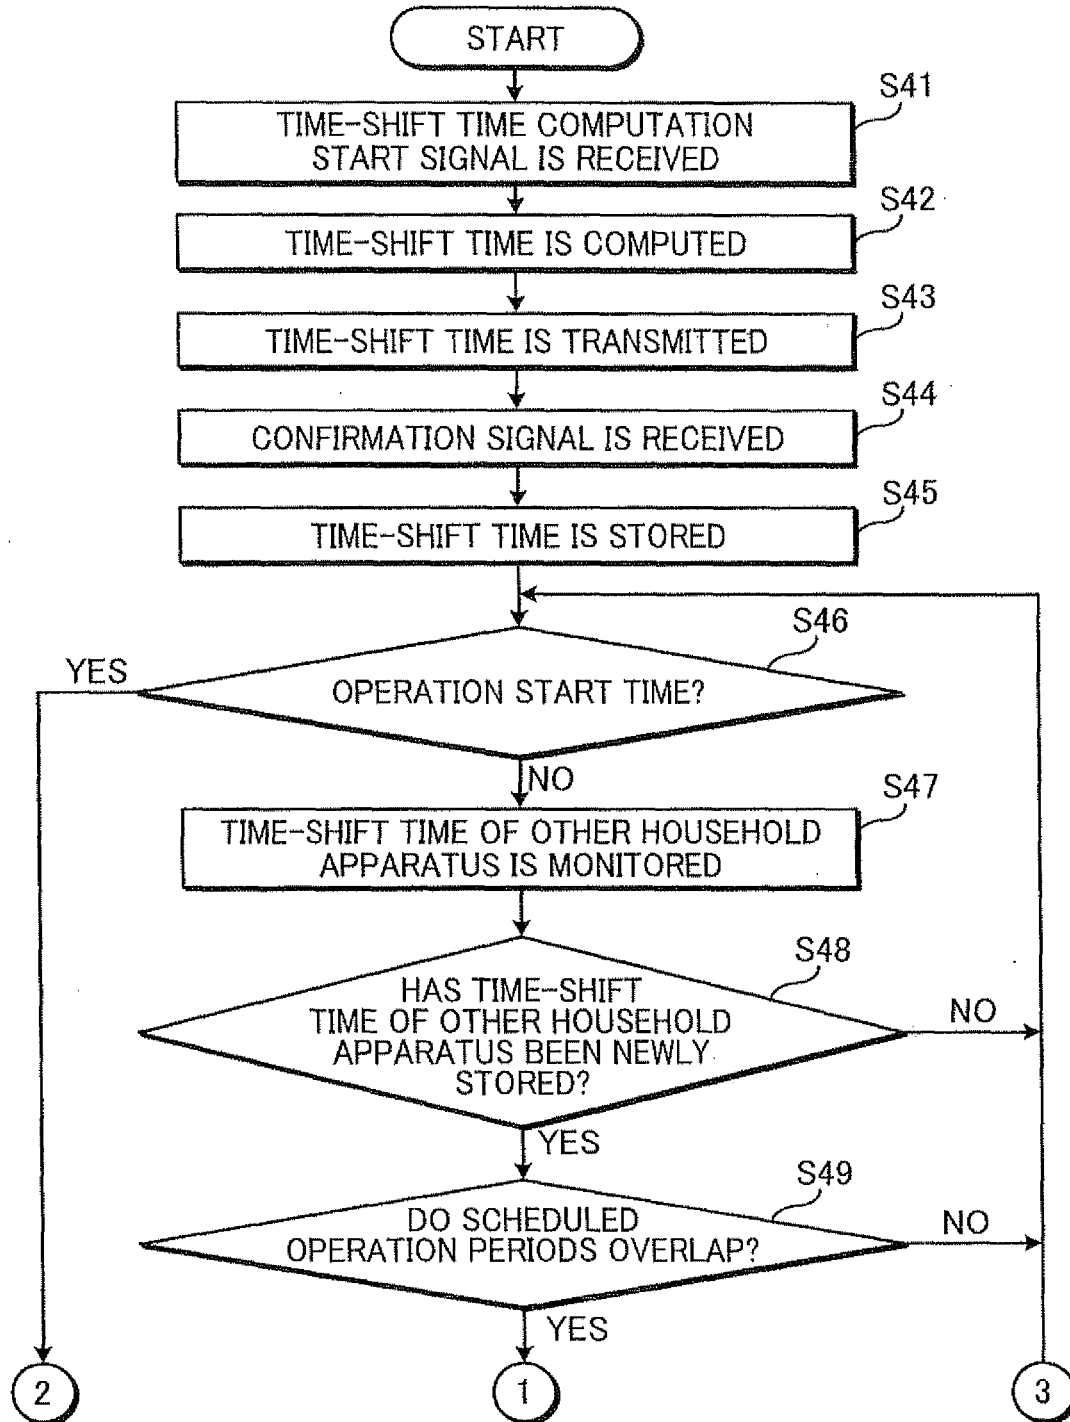 START
S41
TIME-SHIFT TIME COMPUTATION
START SIGNAL IS RECEIVED
S42
TIME-SHIFT TIME IS COMPUTED
S43
TIME-SHIFT TIME IS TRANSMITTED
S44
CONFIRMATION SIGNAL IS RECEIVED
S45
TIME-SHIFT TIME IS STORED
S46
YES
OPERATION START TIME?
NO
S47
TIME-SHIFT TIME OF OTHER HOUSEHOLD
APPARATUS IS MONITORED
S48
HAS TIME-SHIFT
TIME OF OTHER HOUSEHOLD
APPARATUS BEEN NEWLY
STORED?
NO
YES
S49
DO SCHEDULED
OPERATION PERIODS OVERLAP?
NO
YES
2
1
3